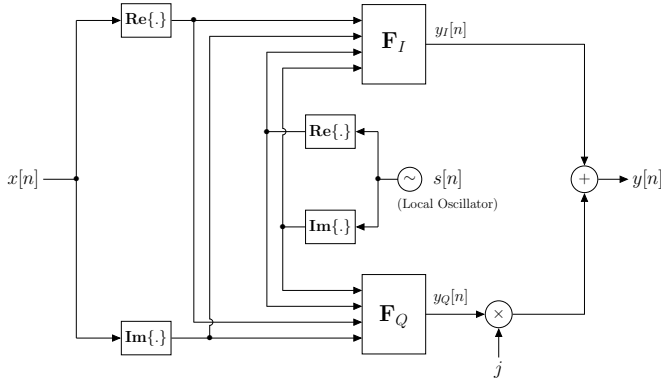 Re{.}
F_I
y_I[n]
Re{.}
x[n]
∼
s[n]
(Local Oscillator)
+
y[n]
Im{.}
F_Q
y_Q[n]
×
Im{.}
j